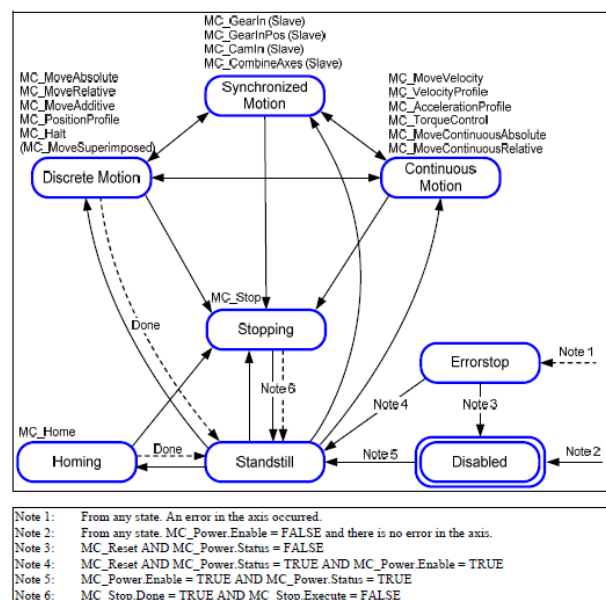 MC_GearIn (Slave)
MC_GearInPos (Slave)
MC_CamIn (Slave)
MC_CombineAxes (Slave)
MC_MoveAbsolute
MC_MoveRelative
MC_MoveAdditive
MC_PositionProfile
MC_Halt
(MC_MoveSuperimposed)
Synchronized
Motion
MC_MoveVelocity
MC_VelocityProfile
MC_AccelerationProfile
MC_TorqueControl
MC_MoveContinuousAbsolute
MC_MoveContinuousRelative
Discrete Motion
Continuous
Motion
MC_Stop
Stopping
Done
Note 6
Errorstop
Note 1
Note 4
Note 3
MC_Home
Homing
Done
Standstill
Note 5
Disabled
Note 2
Note 1: From any state. An error in the axis occurred.
Note 2: From any state. MC_Power.Enable = FALSE and there is no error in the axis.
Note 3: MC_Reset AND MC_Power.Status = FALSE
Note 4: MC_Reset AND MC_Power.Status = TRUE AND MC_Power.Enable = TRUE
Note 5: MC_Power.Enable = TRUE AND MC_Power.Status = TRUE
Note 6: MC_Stop.Done = TRUE AND MC_Stop.Execute = FALSE